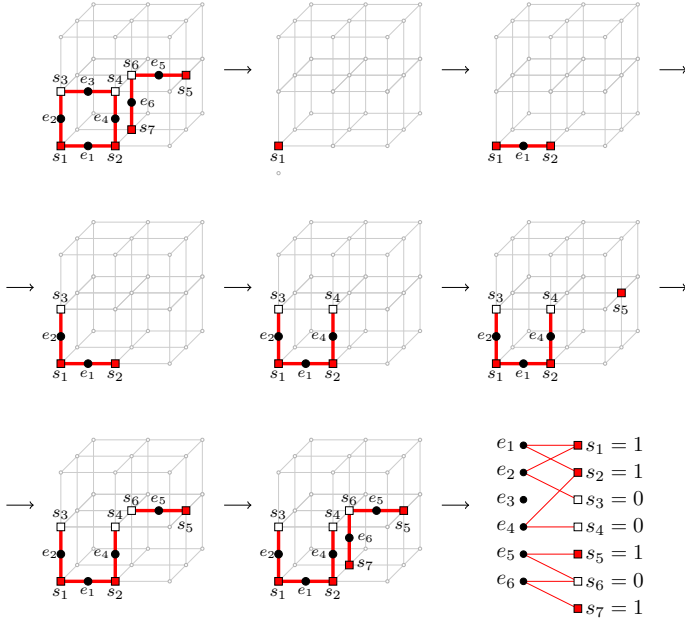 s₆ e₅
s₃ e₃ s₄
s₅
e₆
e₂ e₄ s₇
s₁ e₁ s₂
s₁
s₁ e₁ s₂
s₃
e₂
s₁ e₁ s₂
s₃ s₄
e₂ e₄
s₁ e₁ s₂
s₃ s₄
s₅
e₂ e₄
s₁ e₁ s₂
s₆ e₅
s₃ s₄
s₅
e₂ e₄
s₁ e₁ s₂
s₆ e₅
s₃ s₄
s₅
e₆
e₂ e₄
s₇
s₁ e₁ s₂
e₁ s₁ = 1
e₂ s₂ = 1
e₃ s₃ = 0
e₄ s₄ = 0
e₅ s₅ = 1
e₆ s₆ = 0
s₇ = 1